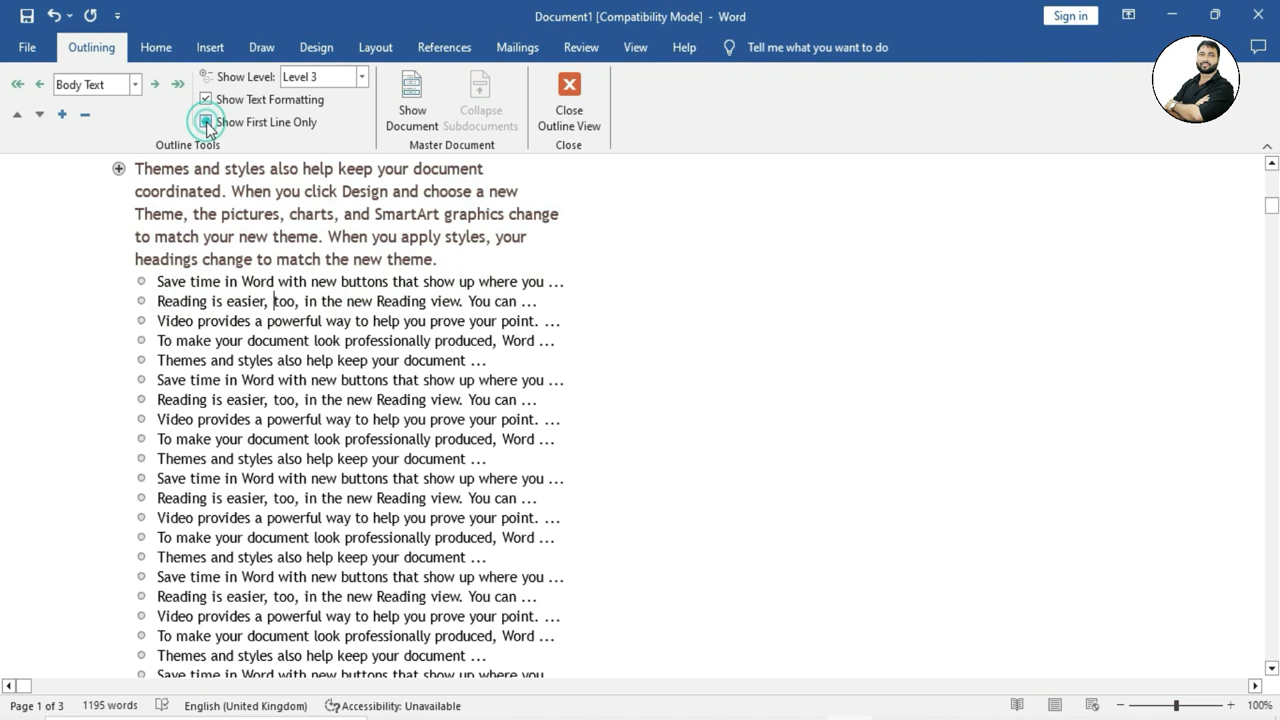 Document1 [Compatibility Mode] - Word
Sign in
File
Outlining
Home
Insert
Draw
Design
Layout
References
Mailings
Review
View
Help
Tell me what you want to do
Body Text
Show Level:
Level 3
Show Text Formatting
Show First Line Only
Outline Tools
Show Document
Collapse Subdocuments
Master Document
Close Outline View
Close
Themes and styles also help keep your document
coordinated. When you click Design and choose a new
Theme, the pictures, charts, and SmartArt graphics change
to match your new theme. When you apply styles, your
headings change to match the new theme.
Save time in Word with new buttons that show up where you ...
Reading is easier, too, in the new Reading view. You can ...
Video provides a powerful way to help you prove your point. ...
To make your document look professionally produced, Word ...
Themes and styles also help keep your document ...
Save time in Word with new buttons that show up where you ...
Reading is easier, too, in the new Reading view. You can ...
Video provides a powerful way to help you prove your point. ...
To make your document look professionally produced, Word ...
Themes and styles also help keep your document ...
Save time in Word with new buttons that show up where you ...
Reading is easier, too, in the new Reading view. You can ...
Video provides a powerful way to help you prove your point. ...
To make your document look professionally produced, Word ...
Themes and styles also help keep your document ...
Save time in Word with new buttons that show up where you ...
Reading is easier, too, in the new Reading view. You can ...
Video provides a powerful way to help you prove your point. ...
To make your document look professionally produced, Word ...
Themes and styles also help keep your document ...
Save time in Word with new buttons that show up where you
Page 1 of 3
1195 words
English (United Kingdom)
Accessibility: Unavailable
100%